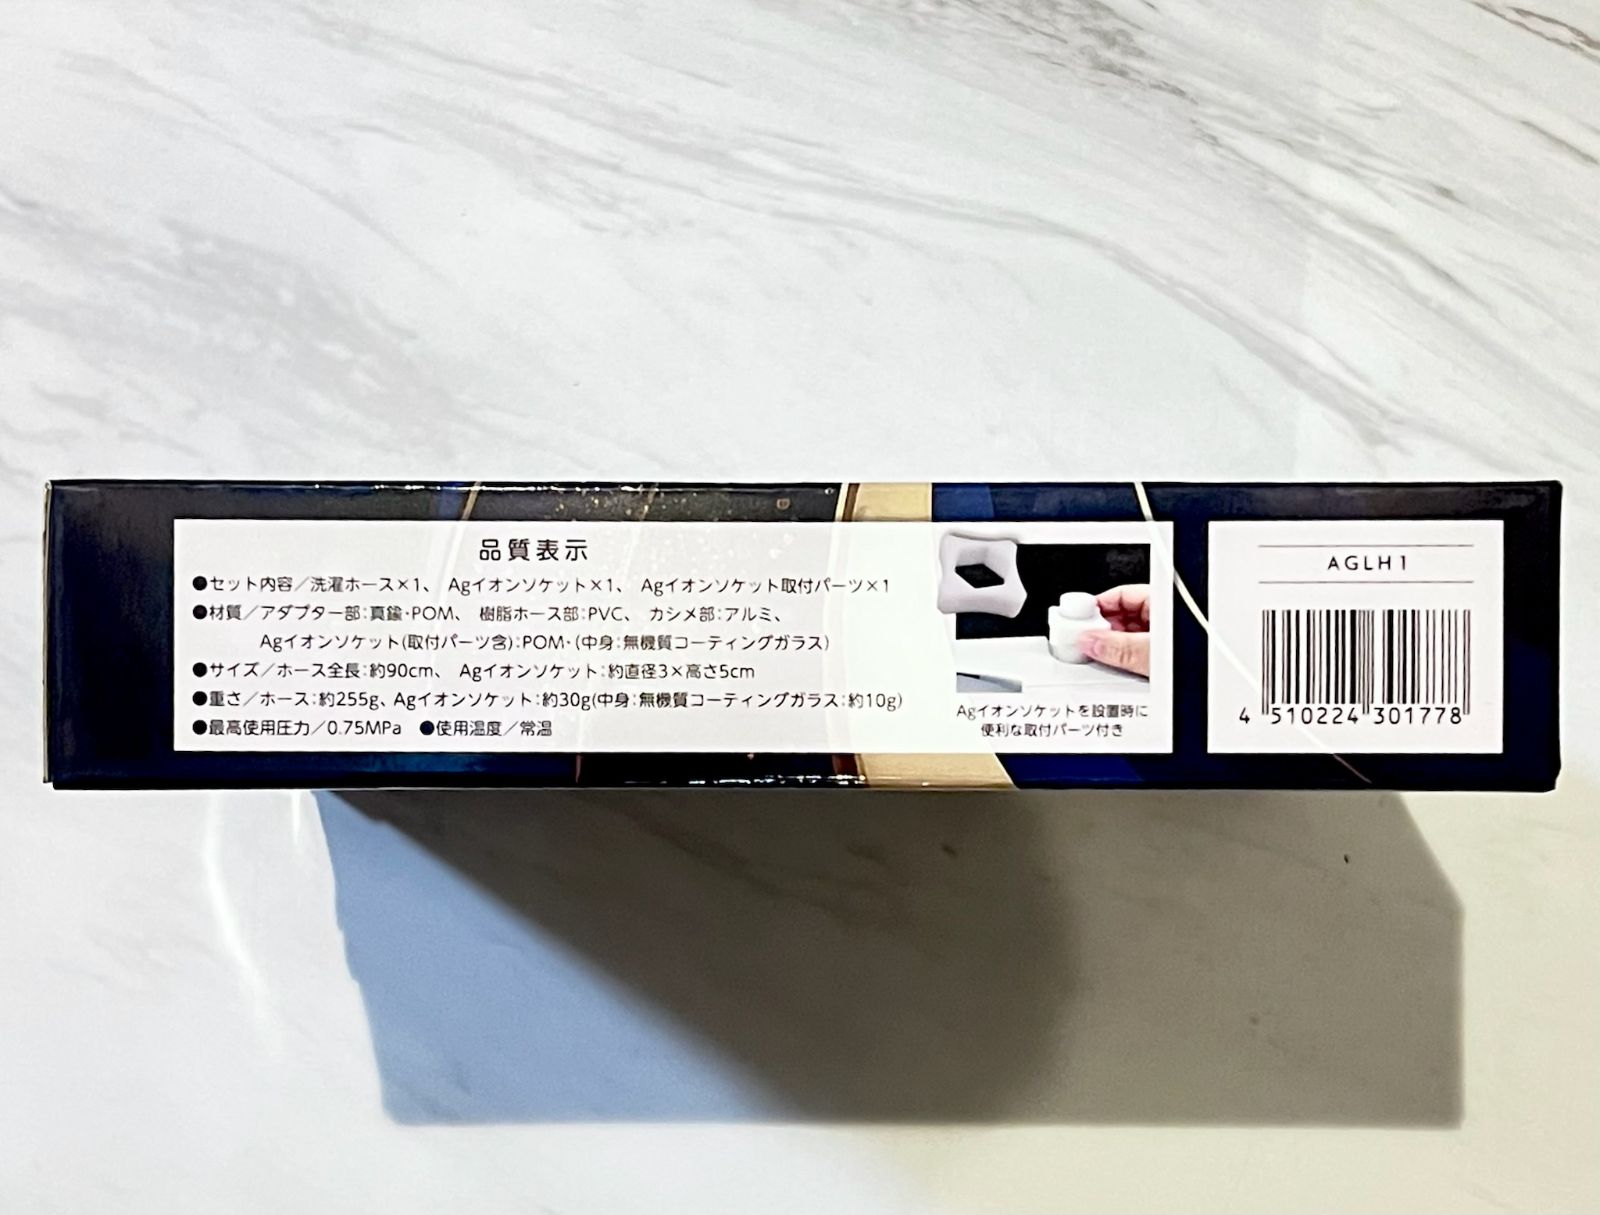 品質表示
●セット内容／洗濯ホース×1、 Agイオンソケット×1、 Agイオンソケット取付パーツ×1
●材質／アダプター部:真鍮・POM、 樹脂ホース部:PVC、 カシメ部:アルミ、
Agイオンソケット(取付パーツ含):POM・(中身:無機質コーティングガラス)
●サイズ／ホース全長:約90cm、 Agイオンソケット:約直径3×高さ5cm
●重さ／ホース:約255g、Agイオンソケット:約30g(中身:無機質コーティングガラス:約10g)
●最高使用圧力／0.75MPa ●使用温度／常温
Agイオンソケットを設置時に
便利な取付パーツ付き
AGLH1
4 510224 301778